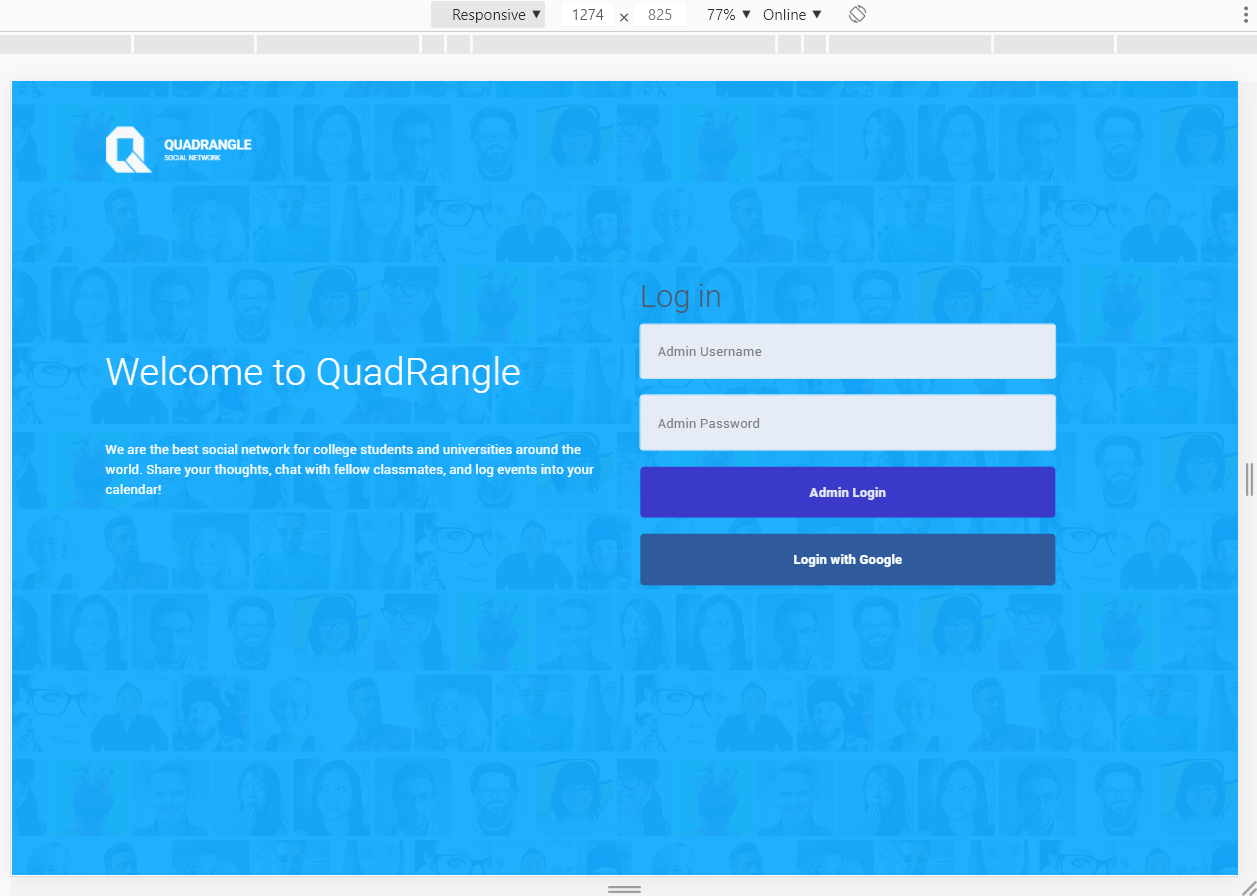 Responsive ▼ 1274 × 825 77% ▼ Online ▼
QUADRANGLE
SOCIAL NETWORK
Welcome to QuadRangle
We are the best social network for college students and universities around the
world. Share your thoughts, chat with fellow classmates, and log events into your
calendar!
Log in
Admin Username
Admin Password
Admin Login
Login with Google